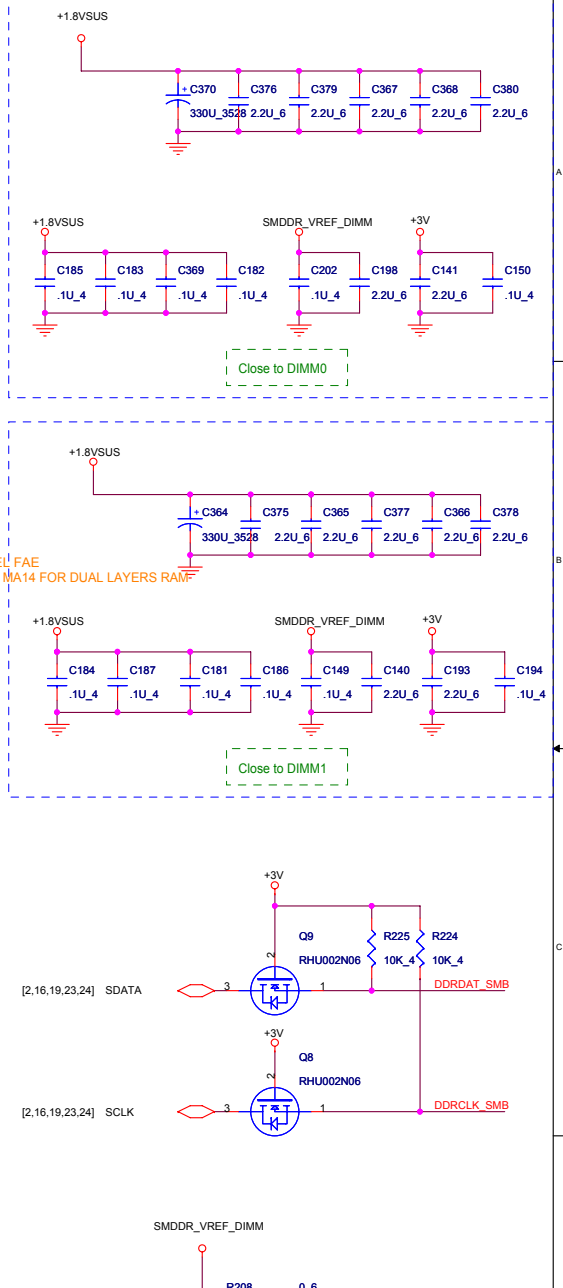 +1.8VSUS
+ C370 C376 C379 C367 C368 C380
330U_3528 2.2U_6 2.2U_6 2.2U_6 2.2U_6 2.2U_6
A
+1.8VSUS SMDDR_VREF_DIMM +3V
C185 C183 C369 C182 C202 C198 C141 C150
.1U_4 .1U_4 .1U_4 .1U_4 .1U_4 2.2U_6 2.2U_6 .1U_4
Close to DIMM0
+1.8VSUS
+ C364 C375 C365 C377 C366 C378
330U_3528 2.2U_6 2.2U_6 2.2U_6 2.2U_6 2.2U_6
B
FAE
MA14 FOR DUAL LAYERS RAM
+1.8VSUS SMDDR_VREF_DIMM +3V
C184 C187 C181 C186 C149 C140 C193 C194
.1U_4 .1U_4 .1U_4 .1U_4 .1U_4 2.2U_6 2.2U_6 .1U_4
Close to DIMM1
+3V
Q9 R225 R224
C
2 RHU002N06 10K_4 10K_4
[2,16,19,23,24] SDATA 3 1 DDRDAT_SMB
+3V
Q8
2 RHU002N06
[2,16,19,23,24] SCLK 3 1 DDRCLK_SMB
SMDDR_VREF_DIMM
R208 0_6